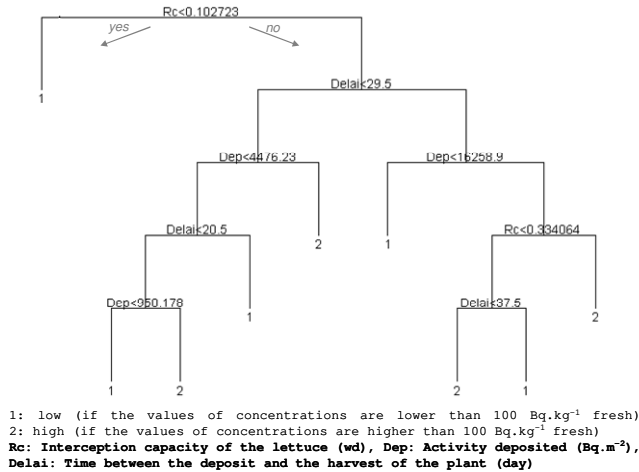 Rc<0.102723
yes no
1
Delai<29.5
Dep<4476.23 Dep<16258.9
Delai<20.5 2 1 Rc<0.334064
Dep<950.178 1 Delai<37.5 2
1 2 2 1
1: low (if the values of concentrations are lower than 100 Bq.kg⁻¹ fresh)
2: high (if the values of concentrations are higher than 100 Bq.kg⁻¹ fresh)
Rc: Interception capacity of the lettuce (wd), Dep: Activity deposited (Bq.m⁻²),
Delai: Time between the deposit and the harvest of the plant (day)